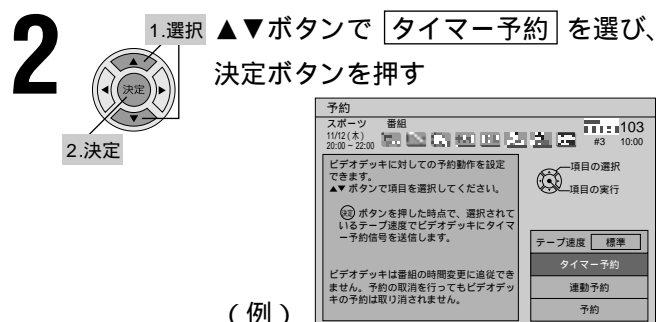 2
1.選択
▲▼ボタンで タイマー予約 を選び、
決定ボタンを押す
決定
2.決定
(例)
予約
スポーツ 番組
11/12(木)
20:00 – 22:00
103
#3 10:00
ビデオデッキに対しての予約動作を設定
できます。
▲▼ ボタンで項目を選択してください。
決定 ボタンを押した時点で、選択されて
いるテープ速度でビデオデッキにタイマ
ー予約信号を送信します。
ビデオデッキは番組の時間変更に追従でき
ません。予約の取消を行ってもビデオデッ
キの予約は取り消されません。
項目の選択
項目の実行
テープ速度 標準
タイマー予約
連動予約
予約